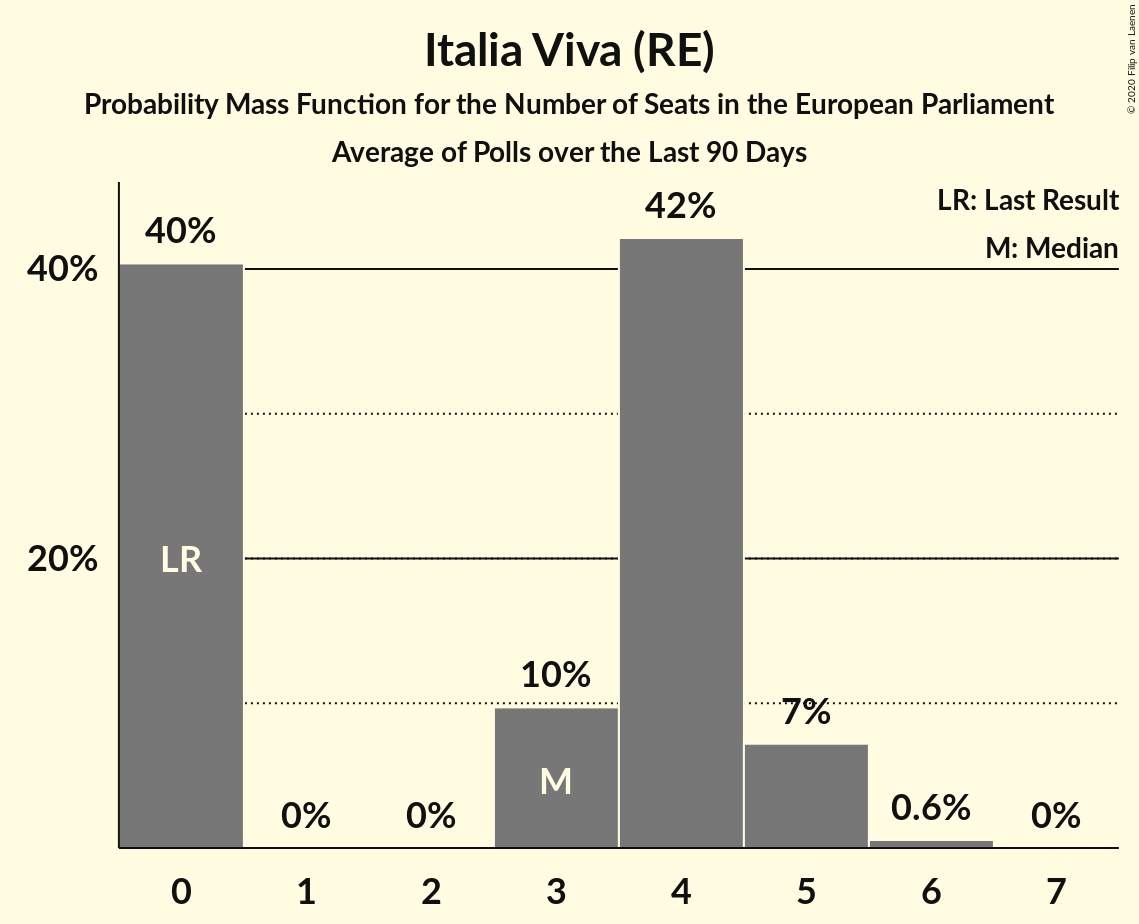 Italia Viva (RE)
Probability Mass Function for the Number of Seats in the European Parliament
Average of Polls over the Last 90 Days
© 2020 Filip van Laenen
LR: Last Result
M: Median
40%
20%
40%
0%
0%
10%
42%
7%
0.6%
0%
LR
M
0 1 2 3 4 5 6 7